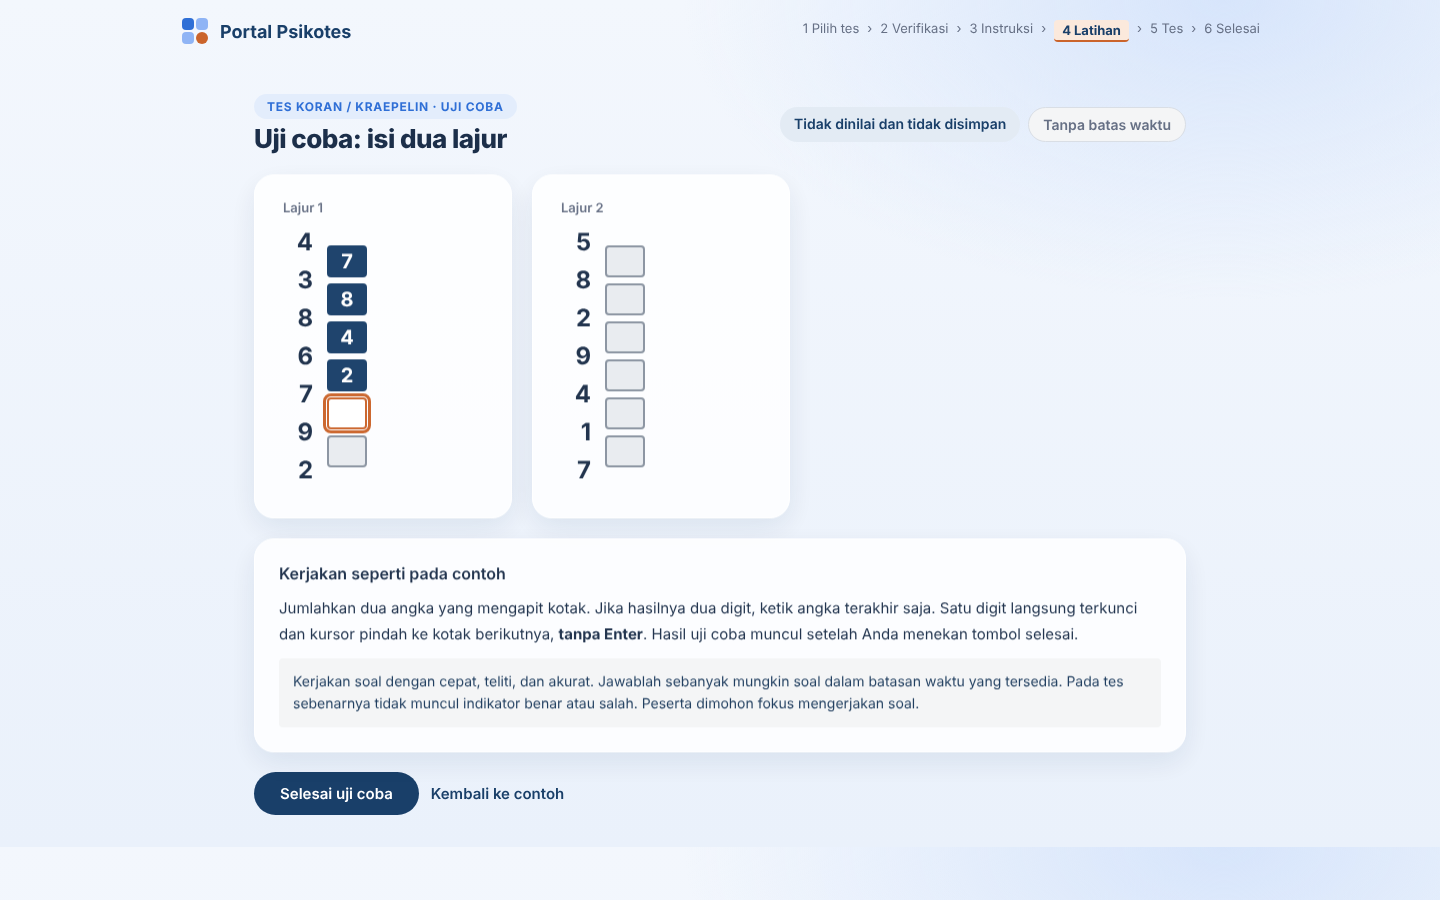 Portal Psikotes
1 Pilih tes › 2 Verifikasi › 3 Instruksi › 4 Latihan › 5 Tes › 6 Selesai
TES KORAN / KRAEPELIN · UJI COBA
Uji coba: isi dua lajur
Tidak dinilai dan tidak disimpan
Tanpa batas waktu
Lajur 1
4
7
3
8
8
4
6
2
7
9
2
Lajur 2
5
8
2
9
4
1
7
Kerjakan seperti pada contoh
Jumlahkan dua angka yang mengapit kotak. Jika hasilnya dua digit, ketik angka terakhir saja. Satu digit langsung terkunci
dan kursor pindah ke kotak berikutnya, tanpa Enter. Hasil uji coba muncul setelah Anda menekan tombol selesai.
Kerjakan soal dengan cepat, teliti, dan akurat. Jawablah sebanyak mungkin soal dalam batasan waktu yang tersedia. Pada tes
sebenarnya tidak muncul indikator benar atau salah. Peserta dimohon fokus mengerjakan soal.
Selesai uji coba
Kembali ke contoh